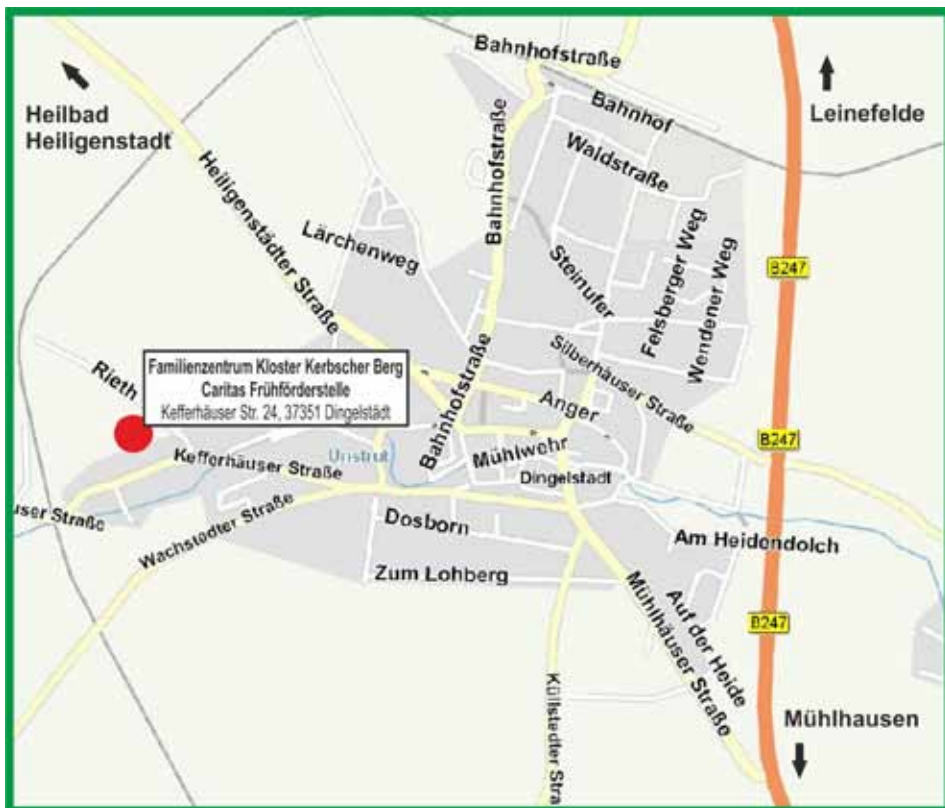 Bahnhofstraße
Heilbad
Heiligenstadt
Leinefelde
Bahnhof
Waldstraße
Heiligenstädter Straße
Bahnhofstraße
Lärchenweg
Steinufer
Felsberger Weg
Wendener Weg
B247
Silberhäuser Straße
Rieth
Familienzentrum Kloster Kerbscher Berg
Caritas Frühförderstelle
Kefferhäuser Str. 24, 37351 Dingelstädt
Bahnhofstraße
Anger
B247
Unstrut
Mühlwehr
Kefferhäuser Straße
Dingelstädt
user Straße
Wachstedter Straße
Dosborn
Am Heidendolch
Zum Lohberg
Mühlhäuser Straße
Auf der Heide
B247
Küllstedter Stra
Mühlhausen